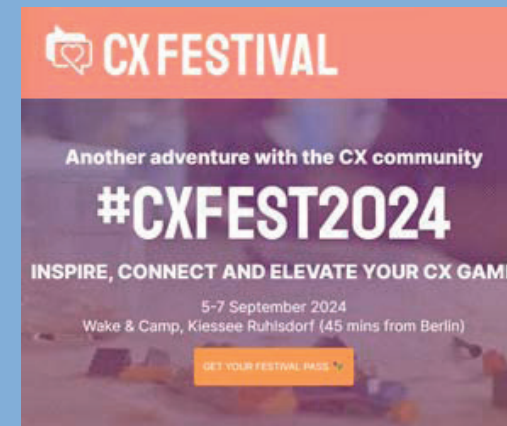 CX FESTIVAL
Another adventure with the CX community
#CXFEST2024
INSPIRE, CONNECT AND ELEVATE YOUR CX GAM
5-7 September 2024
Wake & Camp, Kiessee Ruhlsdorf (45 mins from Berlin)
GET YOUR FESTIVAL PASS